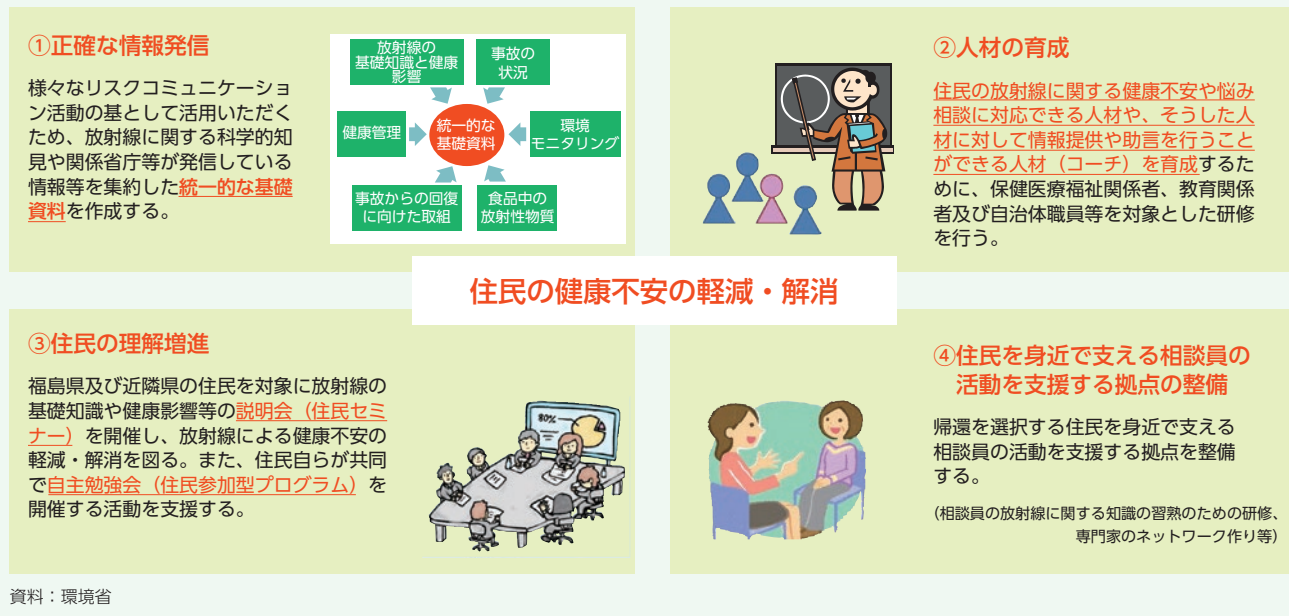 ①正確な情報発信
様々なリスクコミュニケーショ
ン活動の基として活用いただく
ため、放射線に関する科学的知
見や関係省庁等が発信している
情報等を集約した統一的な基礎
資料を作成する。
放射線の
基礎知識と健康
影響
事故の
状況
健康管理
統一的な
基礎資料
環境
モニタリング
事故からの回復
に向けた取組
食品中の
放射性物質
②人材の育成
住民の放射線に関する健康不安や悩み
相談に対応できる人材や、そうした人
材に対して情報提供や助言を行うこと
ができる人材（コーチ）を育成するた
めに、保健医療福祉関係者、教育関係
者及び自治体職員等を対象とした研修
を行う。
住民の健康不安の軽減・解消
③住民の理解増進
福島県及び近隣県の住民を対象に放射線の
基礎知識や健康影響等の説明会（住民セミ
ナー）を開催し、放射線による健康不安の
軽減・解消を図る。また、住民自らが共同
で自主勉強会（住民参加型プログラム）を
開催する活動を支援する。
80%
④住民を身近で支える相談員の
活動を支援する拠点の整備
帰還を選択する住民を身近で支える
相談員の活動を支援する拠点を整備
する。
（相談員の放射線に関する知識の習熟のための研修、
専門家のネットワーク作り等）
資料：環境省